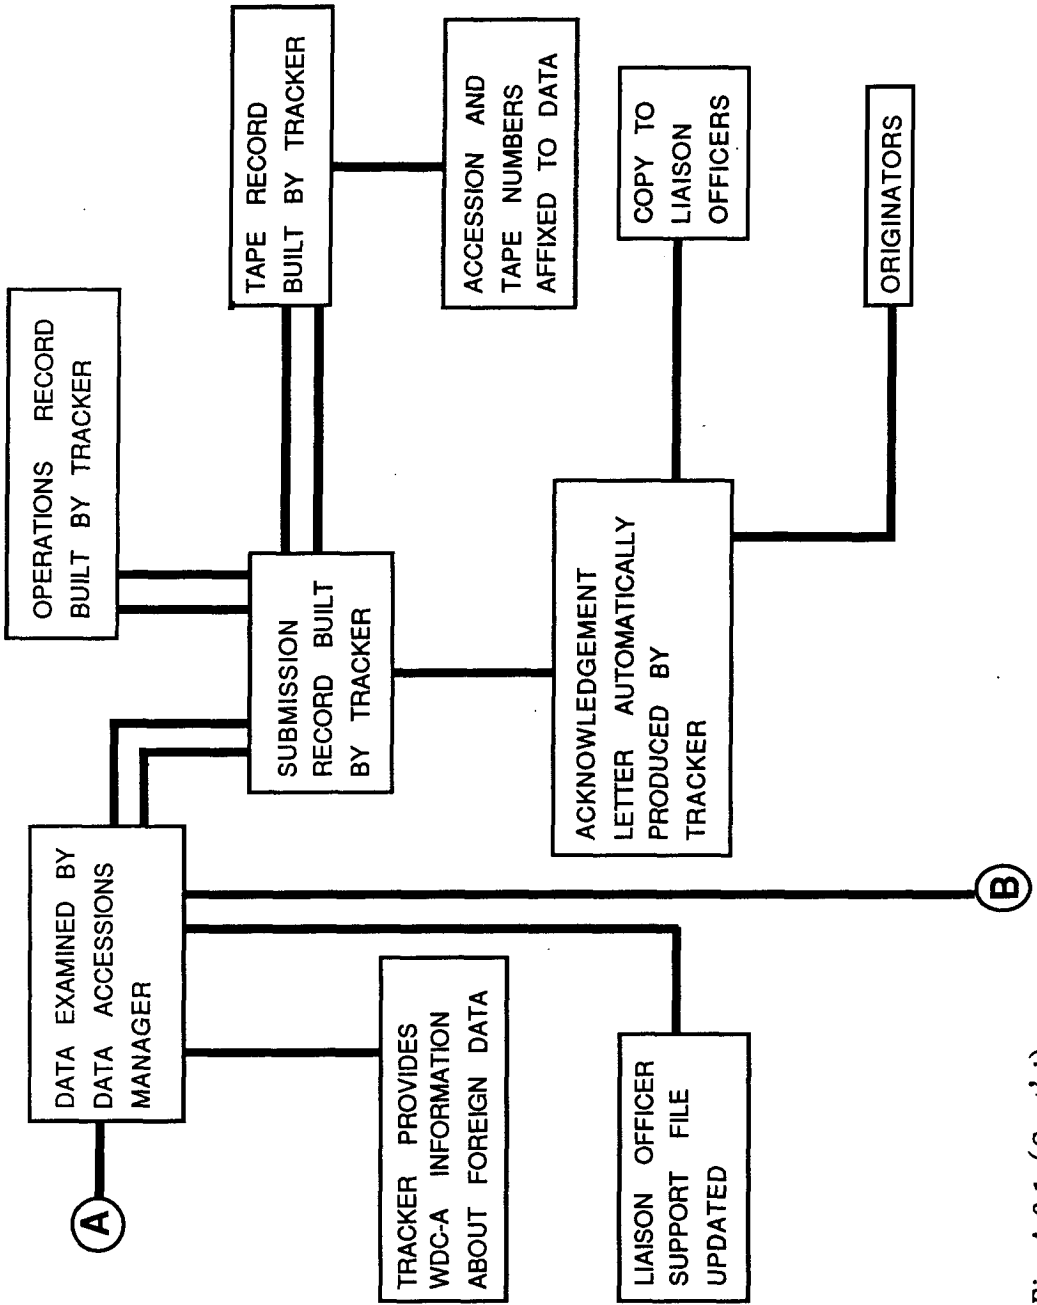 A
DATA EXAMINED BY
DATA ACCESSIONS
MANAGER
OPERATIONS RECORD
BUILT BY TRACKER
TRACKER PROVIDES
WDC-A INFORMATION
ABOUT FOREIGN DATA
SUBMISSION
RECORD BUILT
BY TRACKER
TAPE RECORD
BUILT BY TRACKER
ACCESSION AND
TAPE NUMBERS
AFFIXED TO DATA
LIAISON OFFICER
SUPPORT FILE
UPDATED
ACKNOWLEDGEMENT
LETTER AUTOMATICALLY
PRODUCED BY
TRACKER
COPY TO
LIAISON
OFFICERS
ORIGINATORS
B